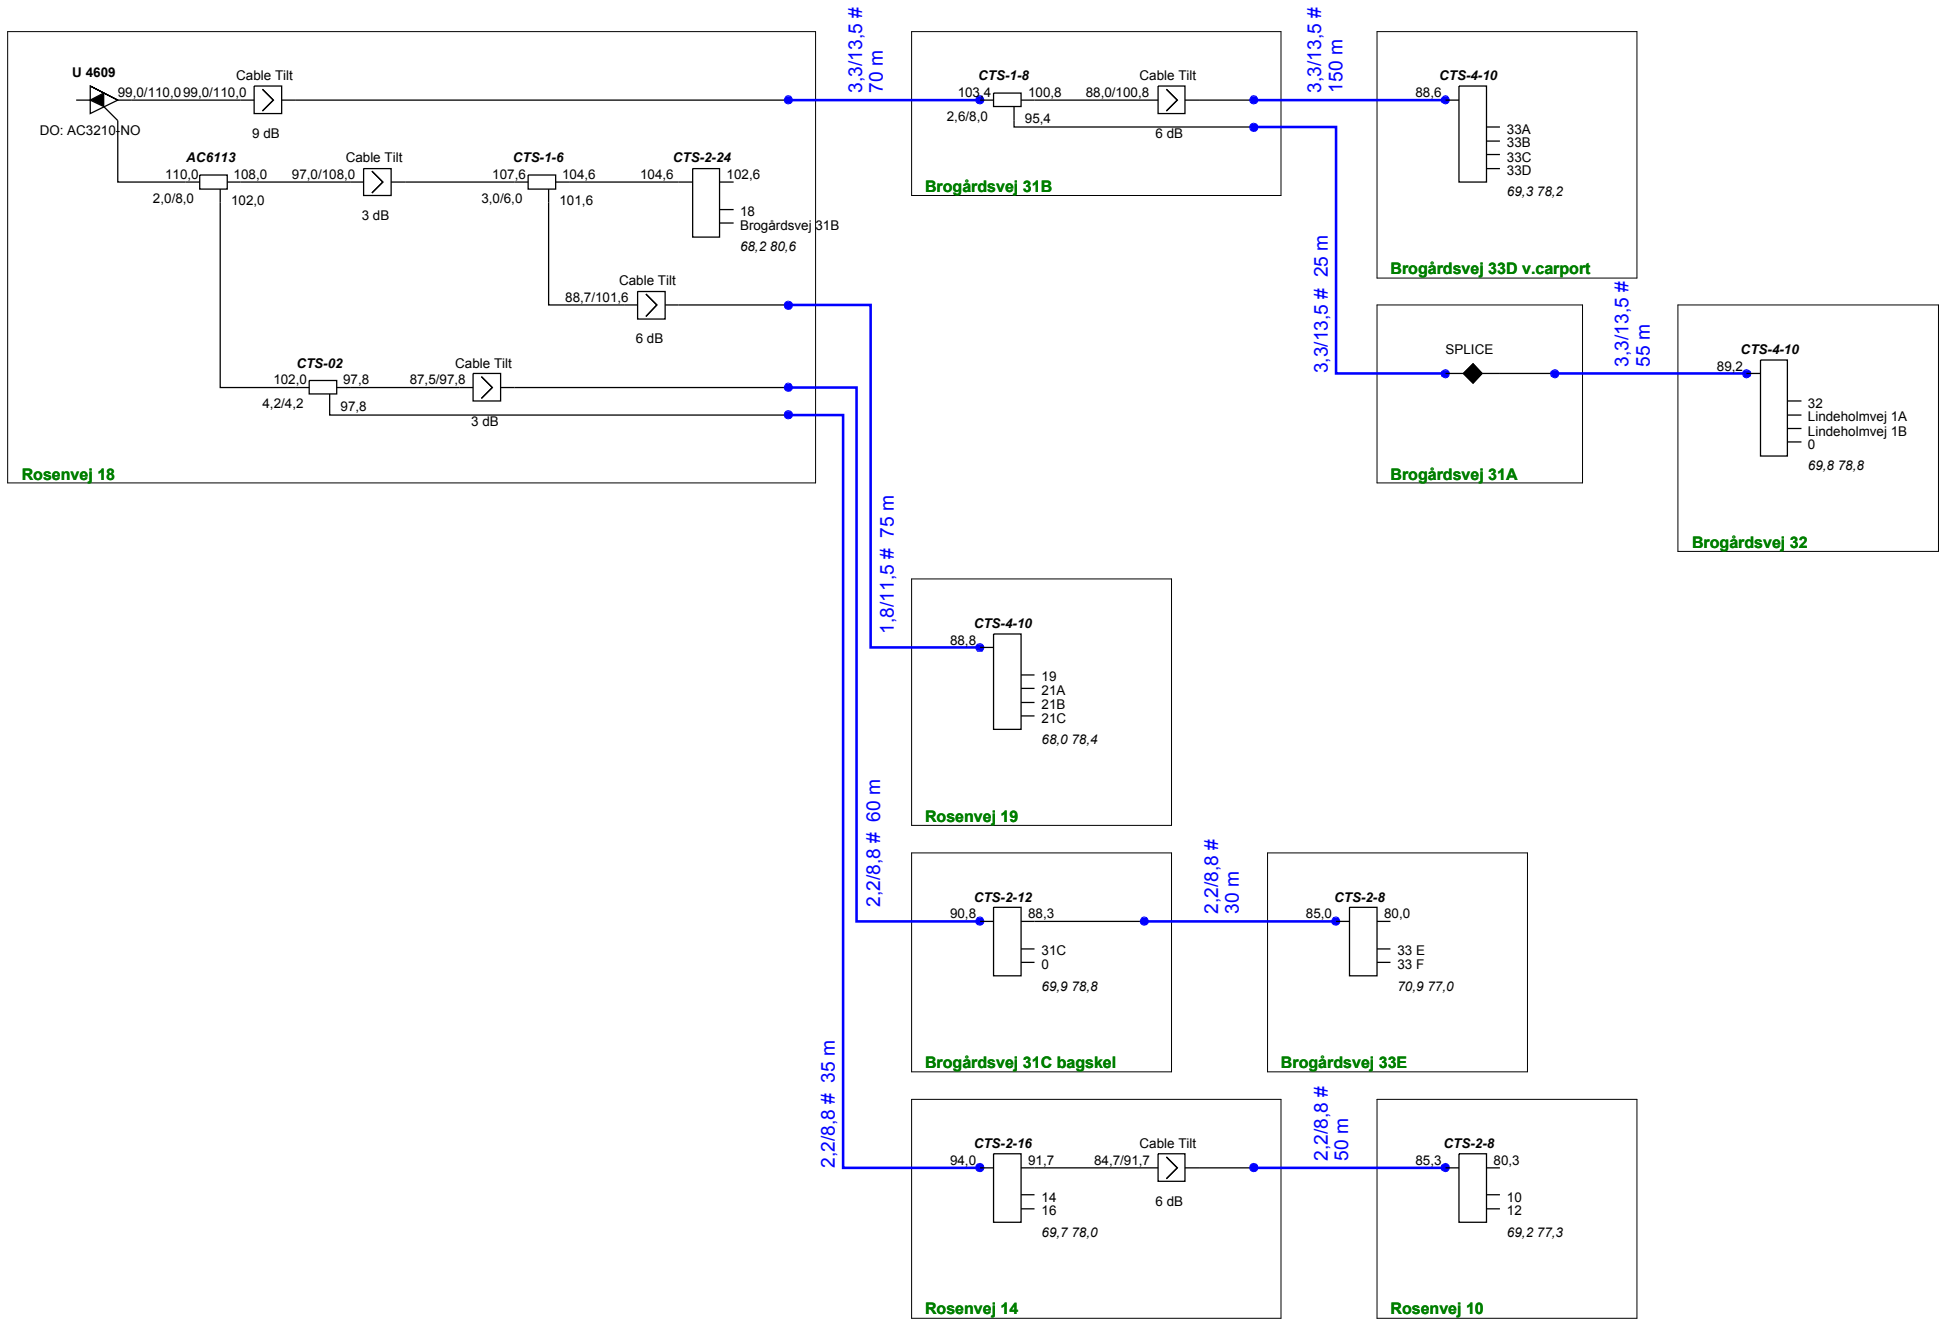 U 4609
99,0/110,0
99,0/110,0
Cable Tilt
9 dB
DO: AC3210-NO
AC6113
110,0
108,0
2,0/8,0
102,0
97,0/108,0
Cable Tilt
3 dB
CTS-1-6
107,6
104,6
3,0/6,0
101,6
CTS-2-24
104,6
102,6
18
Brogårdsvej 31B
68,2 80,6
Cable Tilt
88,7/101,6
6 dB
CTS-02
102,0
97,8
4,2/4,2
97,8
87,5/97,8
Cable Tilt
3 dB
Rosenvej 18
3,3/13,5 #
70 m
CTS-1-8
103,4
100,8
2,6/8,0
95,4
88,0/100,8
Cable Tilt
6 dB
Brogårdsvej 31B
3,3/13,5 #
150 m
CTS-4-10
88,6
33A
33B
33C
33D
69,3 78,2
Brogårdsvej 33D v.carport
3,3/13,5 # 25 m
SPLICE
Brogårdsvej 31A
3,3/13,5 #
55 m
CTS-4-10
89,2
32
Lindeholmvej 1A
Lindeholmvej 1B
0
69,8 78,8
Brogårdsvej 32
1,8/11,5 # 75 m
CTS-4-10
88,8
19
21A
21B
21C
68,0 78,4
Rosenvej 19
2,2/8,8 # 60 m
CTS-2-12
90,8
88,3
31C
0
69,9 78,8
Brogårdsvej 31C bagskel
2,2/8,8 #
30 m
CTS-2-8
85,0
80,0
33 E
33 F
70,9 77,0
Brogårdsvej 33E
2,2/8,8 # 35 m
CTS-2-16
94,0
91,7
14
16
69,7 78,0
84,7/91,7
Cable Tilt
6 dB
Rosenvej 14
2,2/8,8 #
50 m
CTS-2-8
85,3
80,3
10
12
69,2 77,3
Rosenvej 10